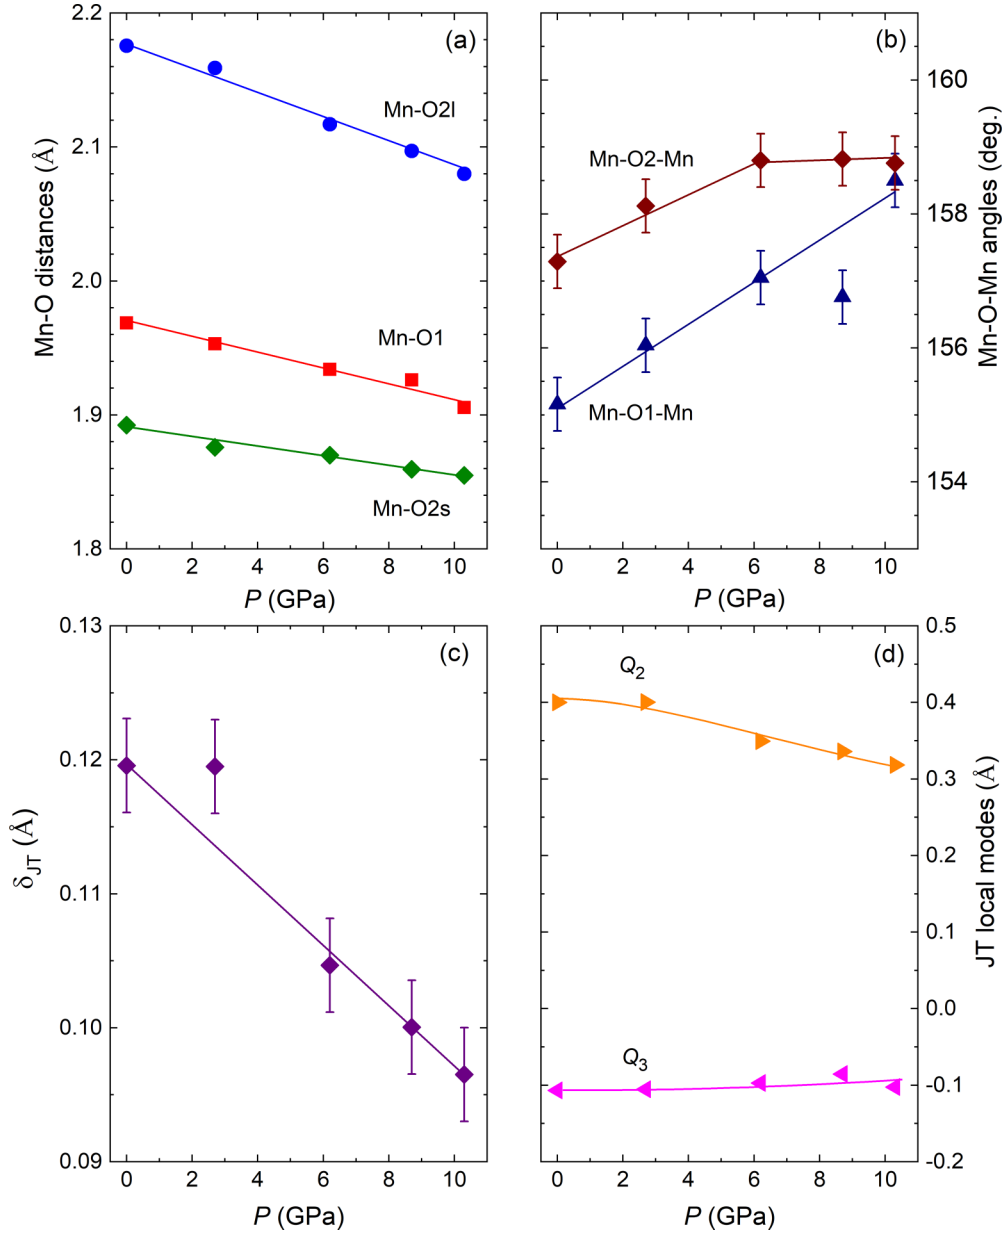 (a)
2.2
2.1
2.0
1.9
1.8
Mn-O distances (Å)
Mn-O2l
Mn-O1
Mn-O2s
0 2 4 6 8 10
P (GPa)
(b)
160
158
156
154
Mn-O-Mn angles (deg.)
Mn-O2-Mn
Mn-O1-Mn
0 2 4 6 8 10
P (GPa)
(c)
0.13
0.12
0.11
0.10
0.09
δJT (Å)
0 2 4 6 8 10
P (GPa)
(d)
0.5
0.4
0.3
0.4
0.1
0.0
-0.1
-0.2
JT local modes (Å)
Q2
Q3
0 2 4 6 8 10
P (GPa)